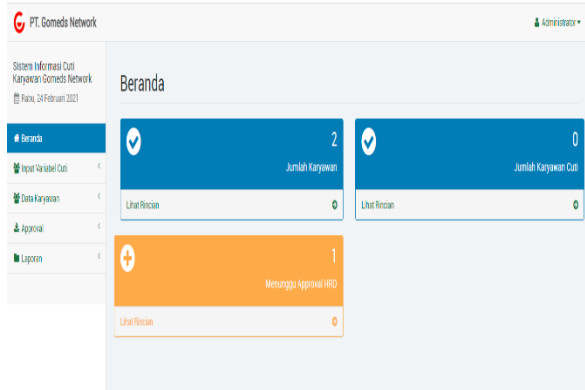 PT. Gomeds Network
Administrator
Sistem Informasi Cuti
Karyawan Gomeds Network
Rabu, 24 Februari 2021
Beranda
Beranda
Input Variabel Cuti
Data Karyawan
Approval
Laporan
2
Jumlah Karyawan
Lihat Rincian
0
Jumlah Karyawan Cuti
Lihat Rincian
1
Menunggu Approval HRD
Lihat Rincian